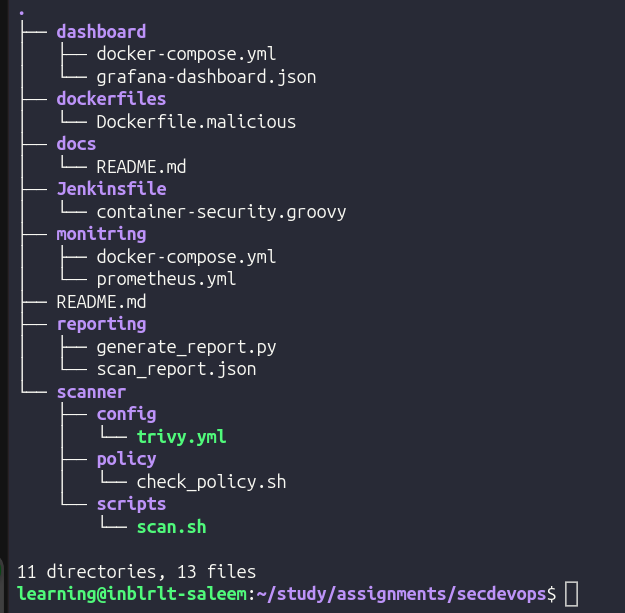 .
├── dashboard
│   ├── docker-compose.yml
│   └── grafana-dashboard.json
├── dockerfiles
│   └── Dockerfile.malicious
├── docs
│   └── README.md
├── Jenkinsfile
│   └── container-security.groovy
├── monitring
│   ├── docker-compose.yml
│   └── prometheus.yml
├── README.md
├── reporting
│   ├── generate_report.py
│   └── scan_report.json
└── scanner
    ├── config
    │   └── trivy.yml
    ├── policy
    │   └── check_policy.sh
    └── scripts
        └── scan.sh
11 directories, 13 files
learning@inblrlt-saleem:~/study/assignments/secdevops$